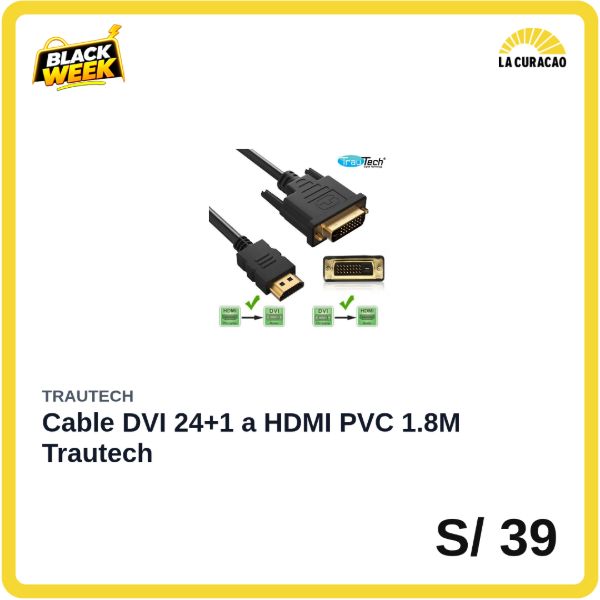 BLACK
WEEK
LA CURACAO
TrauTech®
HDMI
DVI
DVI
HDMI
TRAUTECH
Cable DVI 24+1 a HDMI PVC 1.8M
Trautech
S/ 39